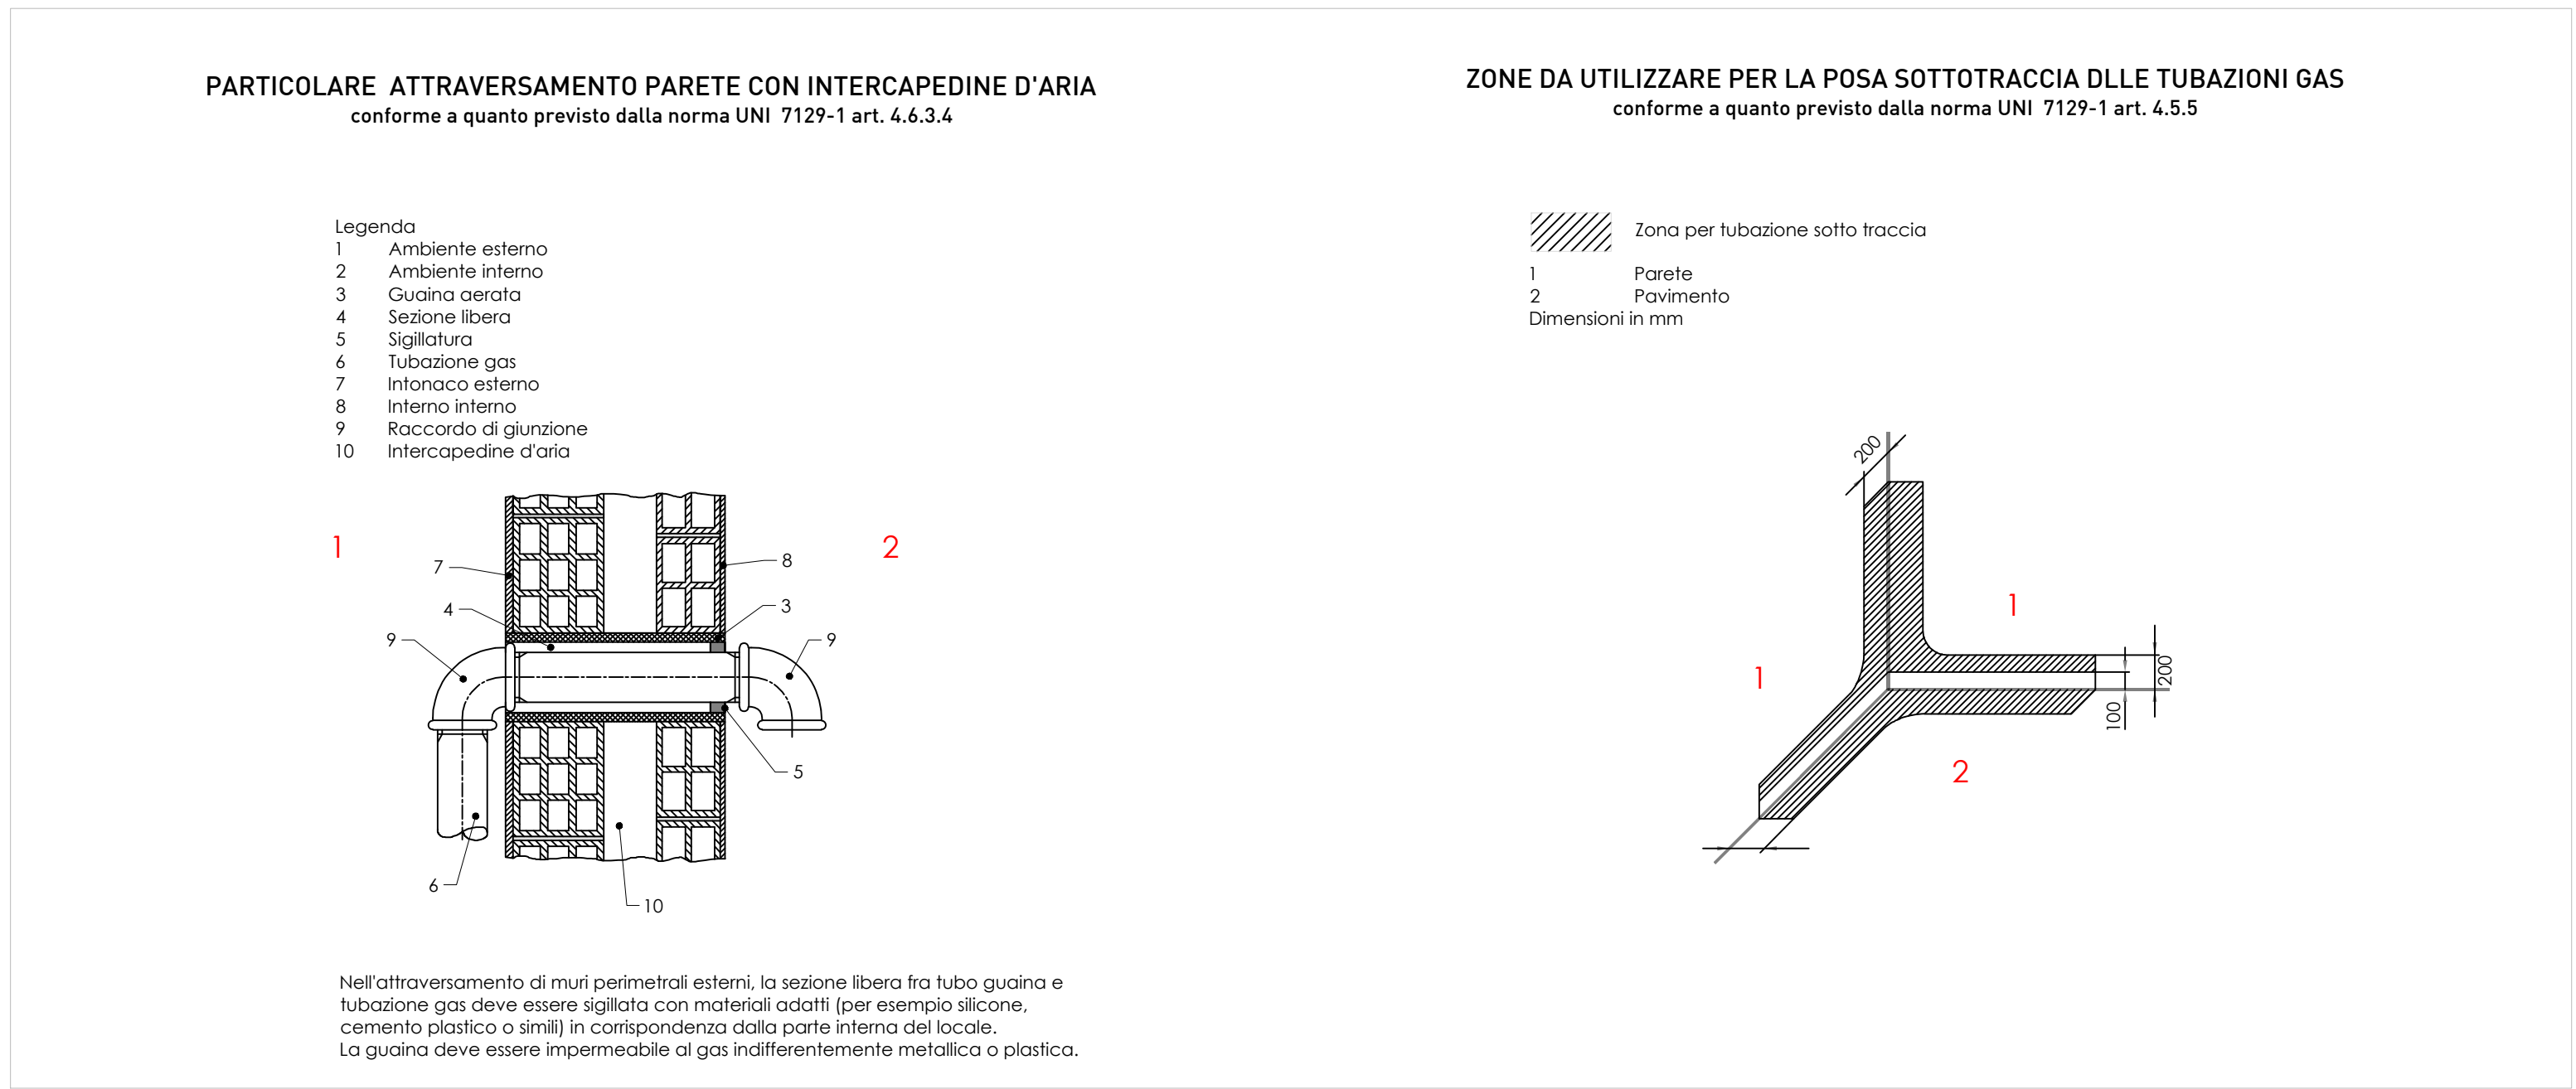 PARTICOLARE ATTRAVERSAMENTO PARETE CON INTERCAPEDINE D'ARIA
conforme a quanto previsto dalla norma UNI 7129-1 art. 4.6.3.4
Legenda
1 Ambiente esterno
2 Ambiente interno
3 Guaina aerata
4 Sezione libera
5 Sigillatura
6 Tubazione gas
7 Intonaco esterno
8 Interno interno
9 Raccordo di giunzione
10 Intercapedine d'aria
1
2
7
8
4
3
9
9
5
6
10
Nell'attraversamento di muri perimetrali esterni, la sezione libera fra tubo guaina e
tubazione gas deve essere sigillata con materiali adatti (per esempio silicone,
cemento plastico o simili) in corrispondenza dalla parte interna del locale.
La guaina deve essere impermeabile al gas indifferentemente metallica o plastica.
ZONE DA UTILIZZARE PER LA POSA SOTTOTRACCIA DLLE TUBAZIONI GAS
conforme a quanto previsto dalla norma UNI 7129-1 art. 4.5.5
Zona per tubazione sotto traccia
1 Parete
2 Pavimento
Dimensioni in mm
200
1
1
200
100
2